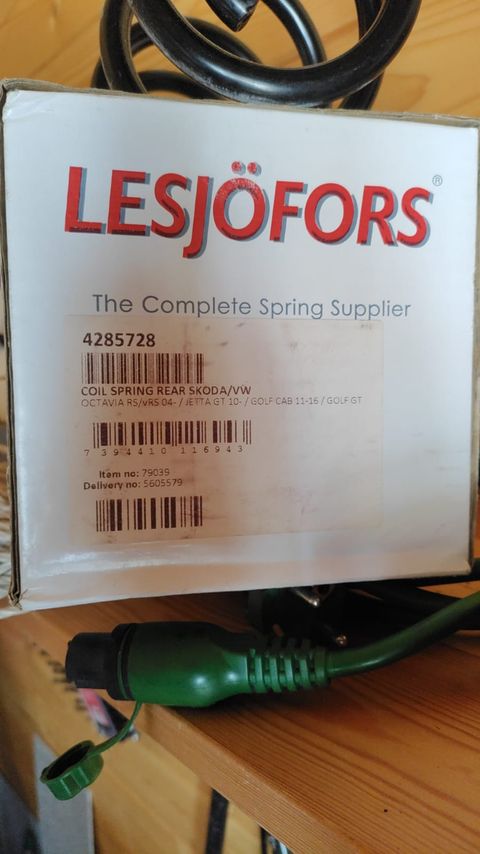 LESJÖFORS®
The Complete Spring Supplier
4285728
COIL SPRING REAR SKODA/VW
OCTAVIA RS/vRS 04- / JETTA GT 10- / GOLF CAB 11-16 / GOLF GT
7 394410 116943
Item no: 79039
Delivery no: 5605579